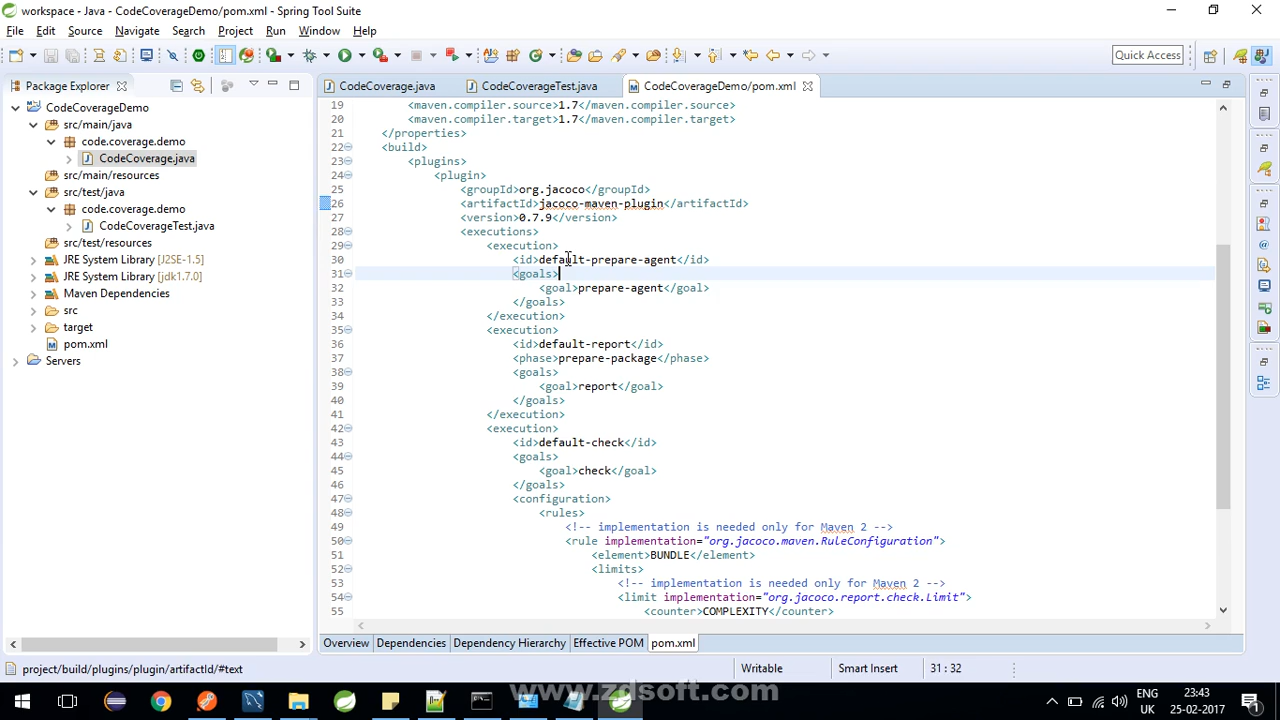 workspace - Java - CodeCoverageDemo/pom.xml - Spring Tool Suite
File Edit Source Navigate Search Project Run Window Help
Quick Access
Package Explorer
CodeCoverageDemo
src/main/java
code.coverage.demo
CodeCoverage.java
src/main/resources
src/test/java
code.coverage.demo
CodeCoverageTest.java
src/test/resources
JRE System Library [J2SE-1.5]
JRE System Library [jdk1.7.0]
Maven Dependencies
src
target
pom.xml
Servers
CodeCoverage.java CodeCoverageTest.java CodeCoverageDemo/pom.xml
19 <maven.compiler.source>1.7</maven.compiler.source>
20 <maven.compiler.target>1.7</maven.compiler.target>
21 </properties>
22 <build>
23 <plugins>
24 <plugin>
25 <groupId>org.jacoco</groupId>
26 <artifactId>jacoco-maven-plugin</artifactId>
27 <version>0.7.9</version>
28 <executions>
29 <execution>
30 <id>default-prepare-agent</id>
31 <goals>
32 <goal>prepare-agent</goal>
33 </goals>
34 </execution>
35 <execution>
36 <id>default-report</id>
37 <phase>prepare-package</phase>
38 <goals>
39 <goal>report</goal>
40 </goals>
41 </execution>
42 <execution>
43 <id>default-check</id>
44 <goals>
45 <goal>check</goal>
46 </goals>
47 <configuration>
48 <rules>
49 <!-- implementation is needed only for Maven 2 -->
50 <rule implementation="org.jacoco.maven.RuleConfiguration">
51 <element>BUNDLE</element>
52 <limits>
53 <!-- implementation is needed only for Maven 2 -->
54 <limit implementation="org.jacoco.report.check.Limit">
55 <counter>COMPLEXITY</counter>
Overview Dependencies Dependency Hierarchy Effective POM pom.xml
project/build/plugins/plugin/artifactId/#text Writable Smart Insert 31 : 32
www.zdsoft.com
ENG 23:43
UK 25-02-2017